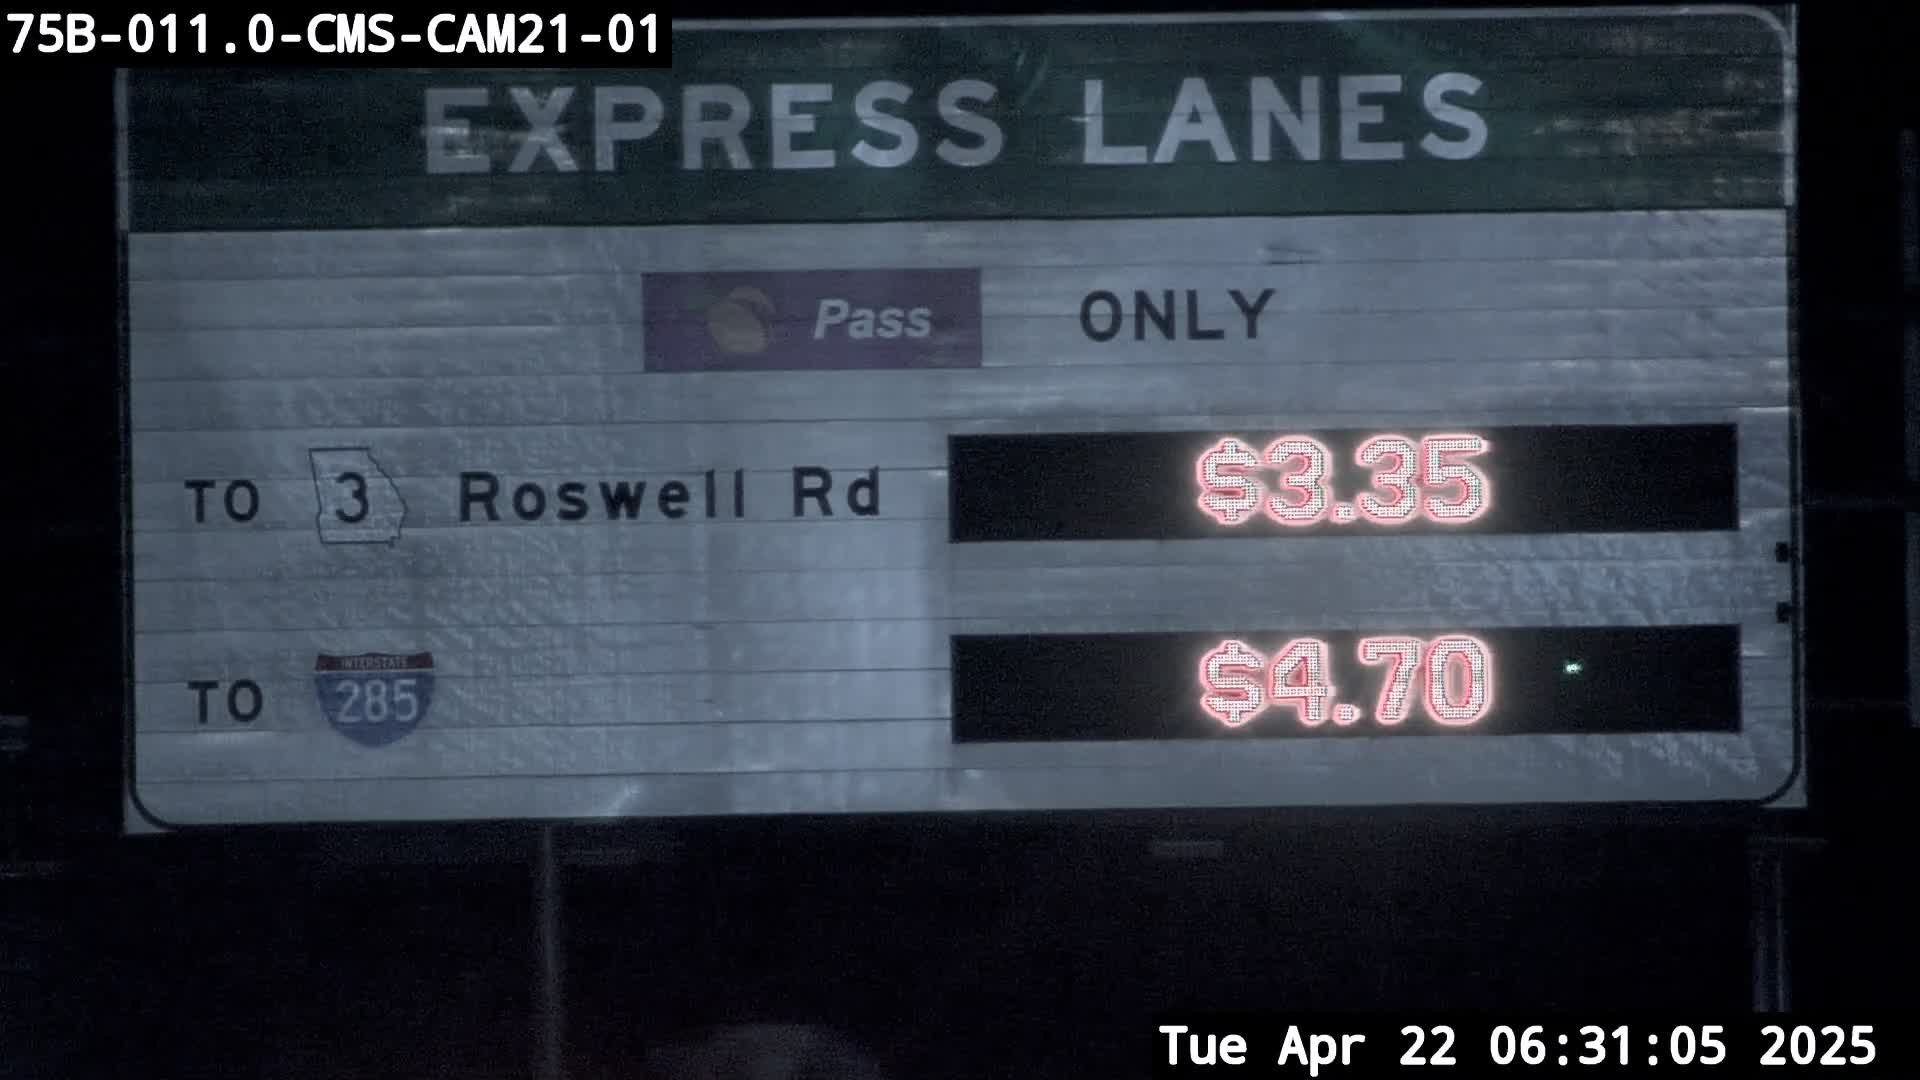 75B-011.0-CMS-CAM21-01
EXPRESS LANES
Pass ONLY
TO 3 Roswell Rd $3.35
INTERSTATE
TO 285 $4.70
Tue Apr 22 06:31:05 2025